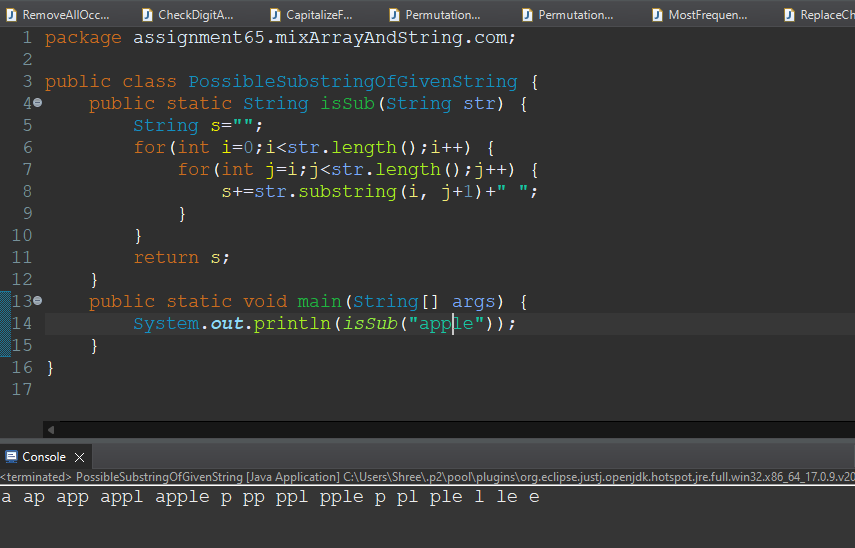 RemoveAllOcc... CheckDigitA... CapitalizeF... Permutation... Permutation... MostFrequen... ReplaceCh
1 package assignment65.mixArrayAndString.com;
2
3 public class PossibleSubstringOfGivenString {
4 public static String isSub(String str) {
5 String s="";
6 for(int i=0;i<str.length();i++) {
7 for(int j=i;j<str.length();j++) {
8 s+=str.substring(i, j+1)+" ";
9 }
10 }
11 return s;
12 }
13 public static void main(String[] args) {
14 System.out.println(isSub("apple"));
15 }
16 }
17
Console
<terminated> PossibleSubstringOfGivenString [Java Application] C:\Users\Shree\.p2\pool\plugins\org.eclipse.justj.openjdk.hotspot.jre.full.win32.x86_64_17.0.9.v20
a ap app appl apple p pp ppl pple p pl ple l le e